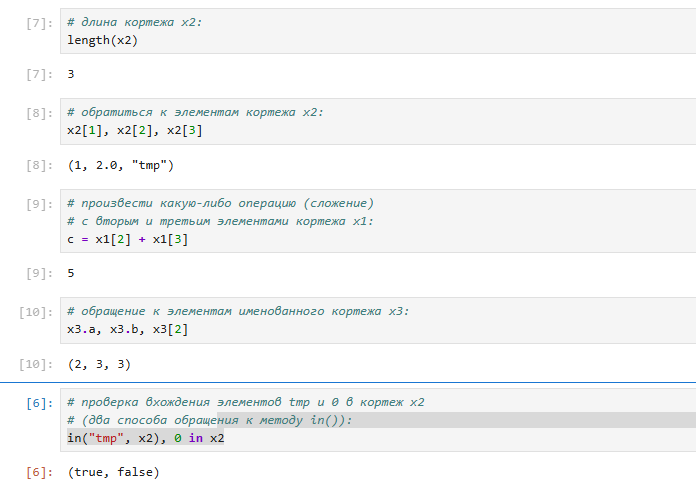 [7]: # длина кортежа x2:
length(x2)
[7]: 3
[8]: # обратиться к элементам кортежа x2:
x2[1], x2[2], x2[3]
[8]: (1, 2.0, "tmp")
[9]: # произвести какую-либо операцию (сложение)
# с вторым и третьим элементами кортежа x1:
c = x1[2] + x1[3]
[9]: 5
[10]: # обращение к элементам именованного кортежа x3:
x3.a, x3.b, x3[2]
[10]: (2, 3, 3)
[6]: # проверка вхождения элементов tmp и 0 в кортеж x2
# (два способа обращения к методу in()):
in("tmp", x2), 0 in x2
[6]: (true, false)